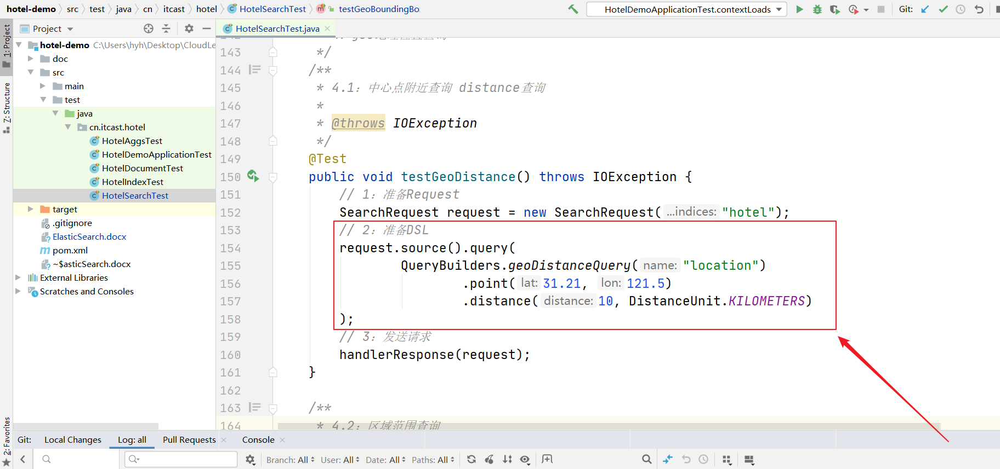 hotel-demo 〉 src 〉 test 〉 java 〉 cn 〉 itcast 〉 hotel 〉 HotelSearchTest 〉 testGeoBoundingBo
HotelDemoApplicationTest.contextLoads
Git:
1: Project
Z: Structure
2: Favorites
Project
HotelSearchTest.java
hotel-demo C:\Users\hyh\Desktop\CloudLe
doc
src
main
test
java
cn.itcast.hotel
HotelAggsTest
HotelDemoApplicationTest
HotelDocumentTest
HotelIndexTest
HotelSearchTest
target
.gitignore
ElasticSearch.docx
pom.xml
~$asticSearch.docx
External Libraries
Scratches and Consoles
143 */
144 /**
145 * 4.1: 中心点附近查询 distance查询
146 *
147 * @throws IOException
148 */
149 @Test
150 public void testGeoDistance() throws IOException {
151 // 1: 准备Request
152 SearchRequest request = new SearchRequest( ...indices: "hotel");
153 // 2: 准备DSL
154 request.source().query(
155 QueryBuilders.geoDistanceQuery( name: "location")
156 .point( lat: 31.21, lon: 121.5)
157 .distance( distance: 10, DistanceUnit.KILOMETERS)
158 );
159 // 3: 发送请求
160 handlerResponse(request);
161 }
162
163 /**
164 * 4.2: 区域范围查询
Git: Local Changes Log: all Pull Requests Console
Branch: All User: All Date: All Paths: All